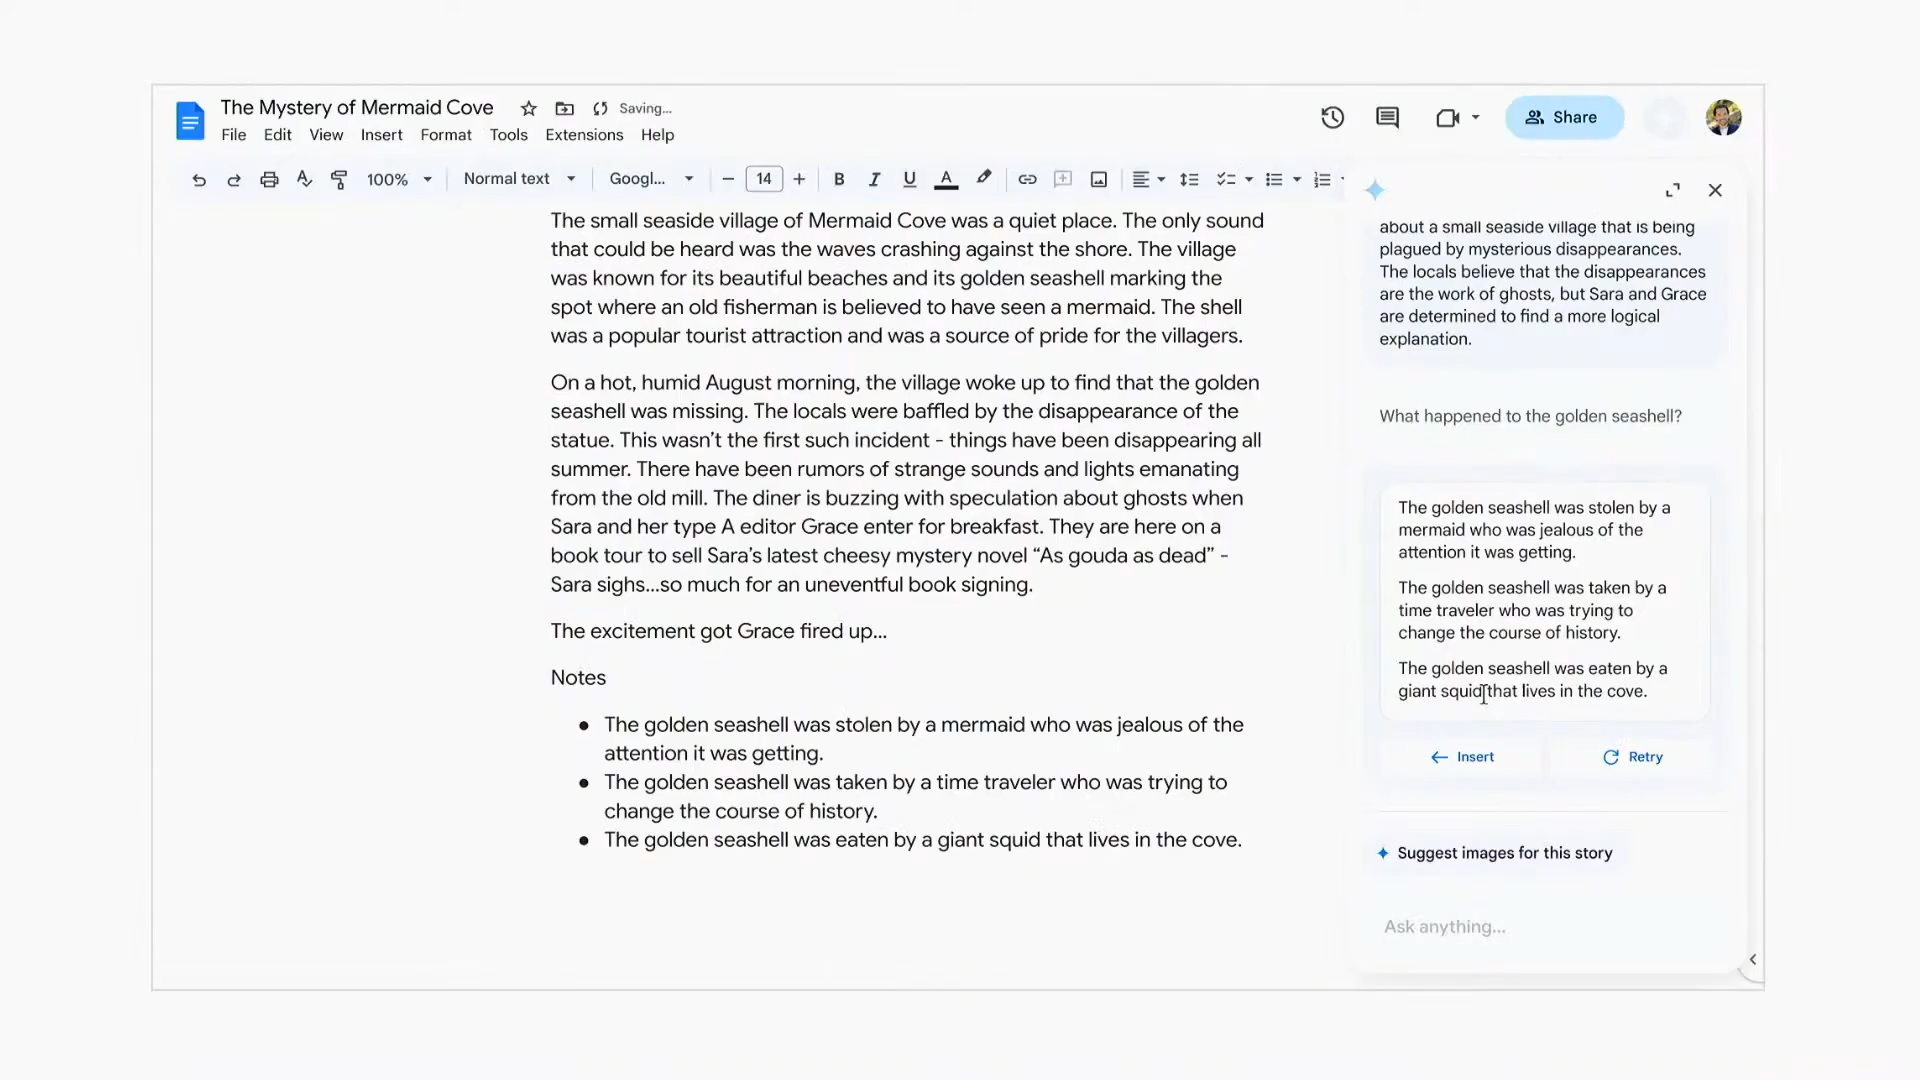 The Mystery of Mermaid Cove
Saving...
File Edit View Insert Format Tools Extensions Help
Share
100% Normal text Googl... 14
B I U A
The small seaside village of Mermaid Cove was a quiet place. The only sound
that could be heard was the waves crashing against the shore. The village
was known for its beautiful beaches and its golden seashell marking the
spot where an old fisherman is believed to have seen a mermaid. The shell
was a popular tourist attraction and was a source of pride for the villagers.
On a hot, humid August morning, the village woke up to find that the golden
seashell was missing. The locals were baffled by the disappearance of the
statue. This wasn’t the first such incident - things have been disappearing all
summer. There have been rumors of strange sounds and lights emanating
from the old mill. The diner is buzzing with speculation about ghosts when
Sara and her type A editor Grace enter for breakfast. They are here on a
book tour to sell Sara’s latest cheesy mystery novel “As gouda as dead” -
Sara sighs...so much for an uneventful book signing.
The excitement got Grace fired up...
Notes
● The golden seashell was stolen by a mermaid who was jealous of the
attention it was getting.
● The golden seashell was taken by a time traveler who was trying to
change the course of history.
● The golden seashell was eaten by a giant squid that lives in the cove.
about a small seaside village that is being
plagued by mysterious disappearances.
The locals believe that the disappearances
are the work of ghosts, but Sara and Grace
are determined to find a more logical
explanation.
What happened to the golden seashell?
The golden seashell was stolen by a
mermaid who was jealous of the
attention it was getting.
The golden seashell was taken by a
time traveler who was trying to
change the course of history.
The golden seashell was eaten by a
giant squid that lives in the cove.
Insert
Retry
Suggest images for this story
Ask anything...